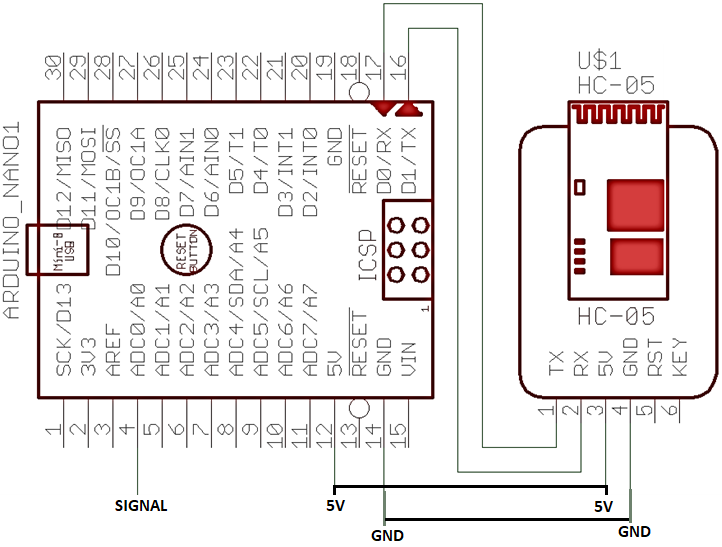 30 29 28 27 26 25 24 23 22 21 20 19 18 17 16
D12/MISO
D11/MOSI
D10/OC1B/SS
D9/OC1A
D8/CLK0
D7/AIN1
D6/AIN0
D5/T1
D4/T0
D3/INT1
D2/INT0
GND
RESET
D0/RX
D1/TX
ARDUINO_NANO1
Mini-B
USB
RESET
BUTTON
ICSP
1
SCK/D13
3V3
AREF
ADC0/A0
ADC1/A1
ADC2/A2
ADC3/A3
ADC4/SDA/A4
ADC5/SCL/A5
ADC6/A6
ADC7/A7
5V
RESET
GND
VIN
1 2 3 4 5 6 7 8 9 10 11 12 13 14 15
U$1
HC-05
HC-05
TX
RX
5V
GND
RST
KEY
1 2 3 4 5 6
SIGNAL
5V
5V
GND
GND